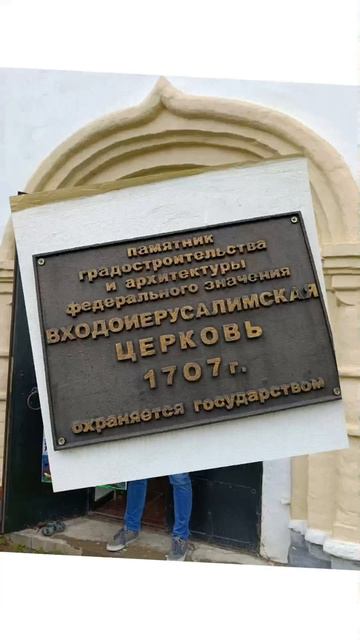 памятник
градостроительства
и архитектуры
федерального значения
ВХОДОИЕРУСАЛИМСКАЯ
ЦЕРКОВЬ
1707 г.
охраняется государством